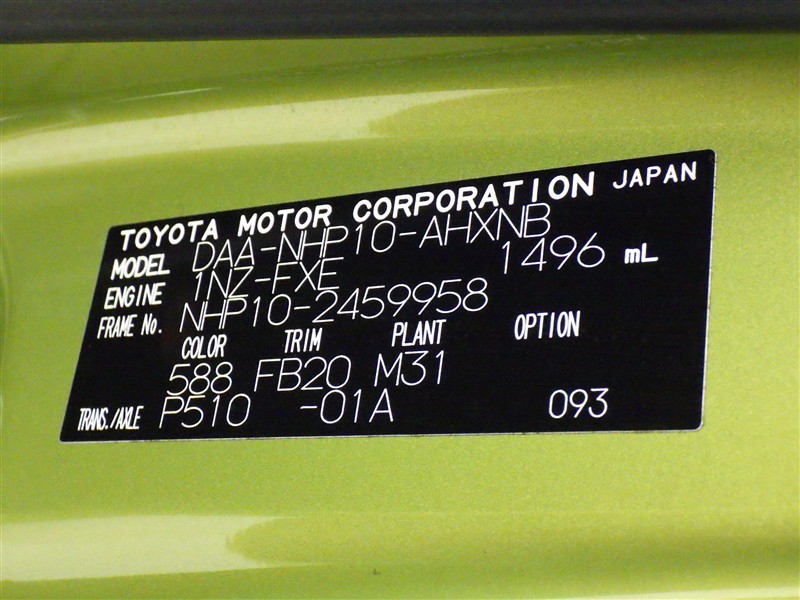 TOYOTA MOTOR CORPORATION JAPAN
MODEL DAA-NHP10-AHXNB
ENGINE 1NZ-FXE 1496 mL
FRAME No. NHP10-2459958
COLOR TRIM PLANT OPTION
588 FB20 M31
TRANS./AXLE P510 -01A 093